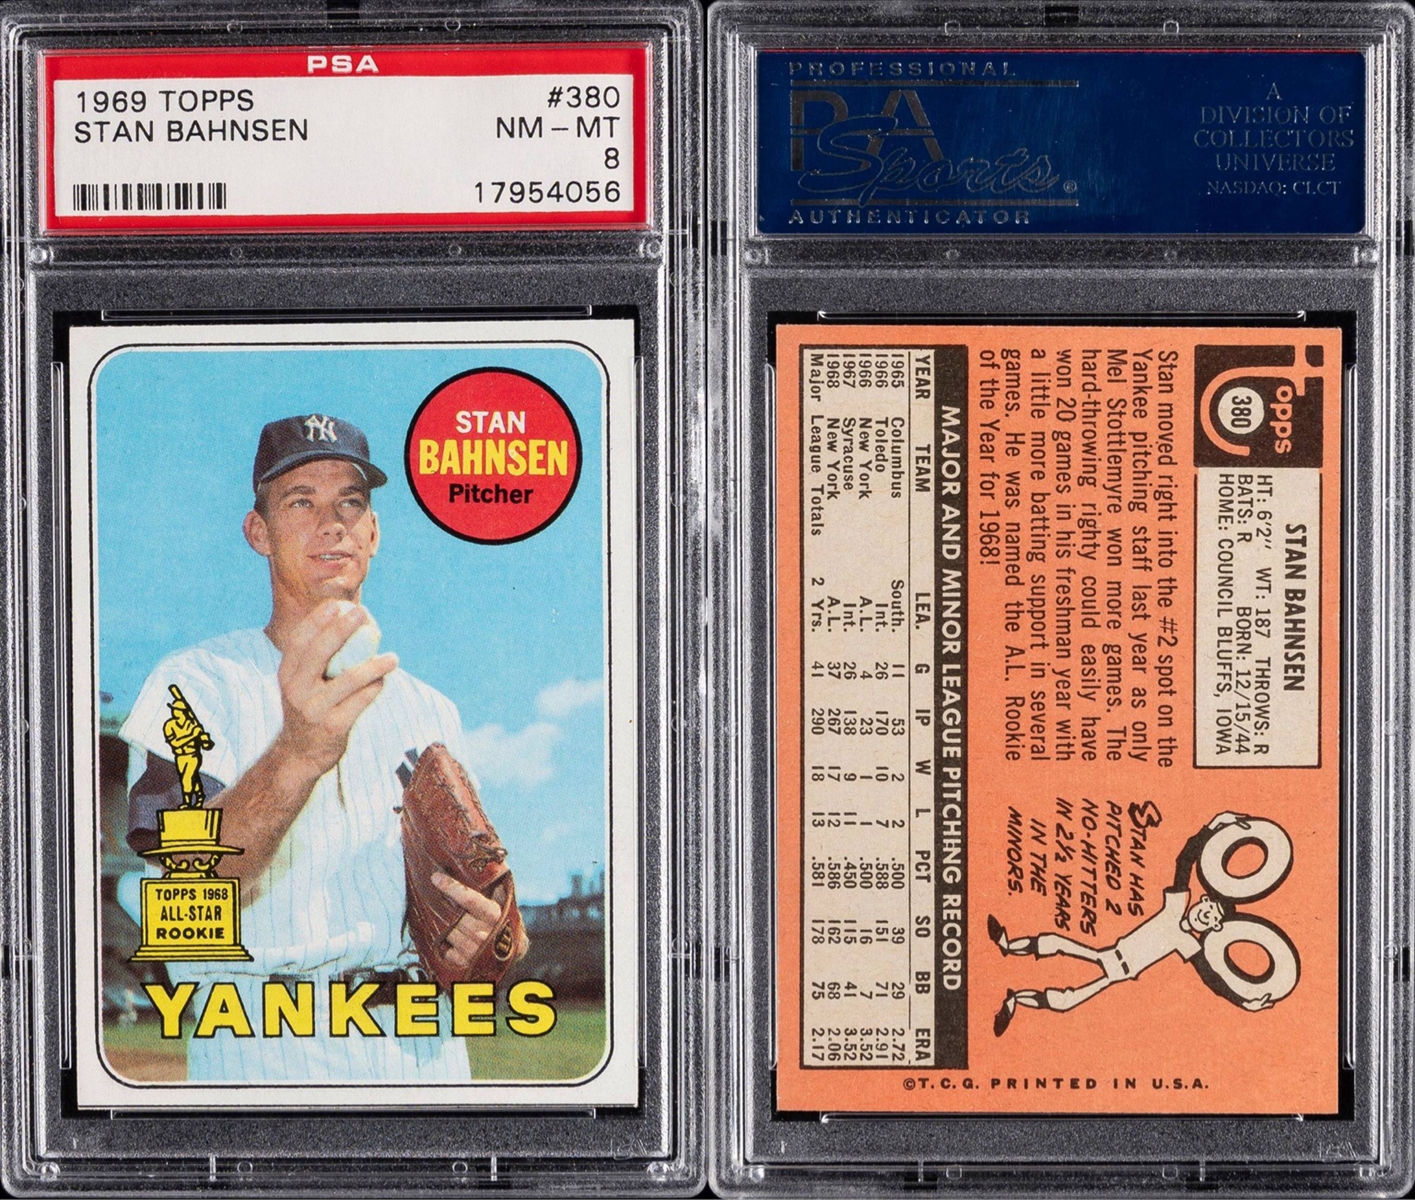 PSA
1969 TOPPS #380
STAN BAHNSEN NM - MT
8
17954056
STAN
BAHNSEN
Pitcher
NY
TOPPS 1968
ALL-STAR
ROOKIE
YANKEES
PROFESSIONAL
PSA
Sports®
AUTHENTICATOR
A
DIVISION OF
COLLECTORS
UNIVERSE
NASDAQ: CLCT
Topps
380
STAN BAHNSEN
HT: 6'2" WT: 187 THROWS: R
BATS: R BORN: 12/15/44
HOME: COUNCIL BLUFFS, IOWA
Stan moved right into the #2 spot on the
Yankee pitching staff last year as only
Mel Stottlemyre won more games. The
hard-throwing righty could easily have
won 20 games in his freshman year with
a little more batting support in several
games. He was named the A.L. Rookie
of the Year for 1968!
STAN HAS
PITCHED 2
NO-HITTERS
IN 2½ YEARS
IN THE
MINORS.
MAJOR AND MINOR LEAGUE PITCHING RECORD
YEAR TEAM LEA. G IP W L PCT SO BB ERA
1965 Columbus South. 11 53 2 2 .500 39 29 2.72
1966 Toledo Int. 26 170 10 7 .588 151 71 2.91
1966 New York A.L. 4 23 1 1 .500 16 7 3.52
1967 Syracuse Int. 26 138 9 11 .450 115 41 3.52
1968 New York A.L. 37 267 17 12 .586 162 68 2.06
Major League Totals 2 Yrs. 41 290 18 13 .581 178 75 2.17
©T.C.G. PRINTED IN U.S.A.